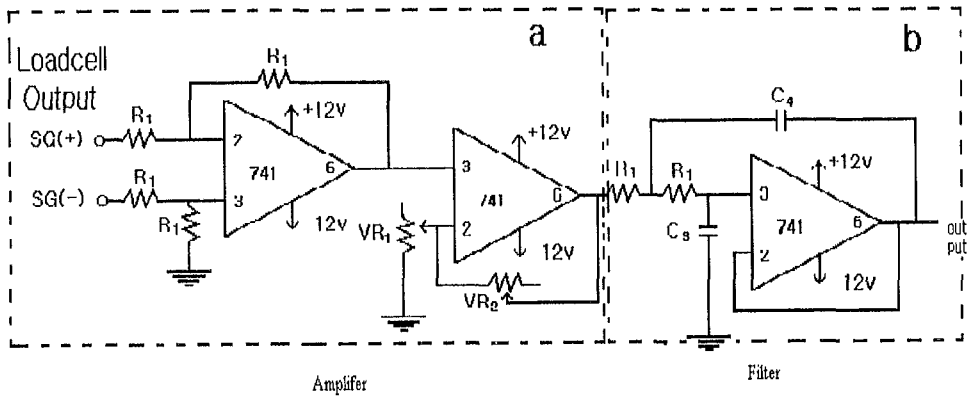 a
b
Loadcell
Output
R1
C4
R1
+12v
+12v
+12v
SG(+)
2
741
6
3
R1
R1
3
R1
741
6
SG(-)
3
VR1
2
C3
741
6
out
put
R1
12v
12v
2
12v
VR2
Amplifer
Filter